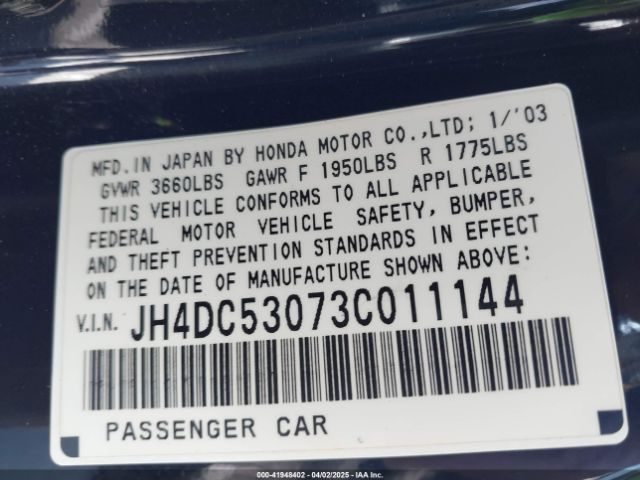 MFD. IN JAPAN BY HONDA MOTOR CO.,LTD; 1/'03
GVWR 3660LBS GAWR F 1950LBS R 1775LBS
THIS VEHICLE CONFORMS TO ALL APPLICABLE
FEDERAL MOTOR VEHICLE SAFETY, BUMPER,
AND THEFT PREVENTION STANDARDS IN EFFECT
ON THE DATE OF MANUFACTURE SHOWN ABOVE:
V.I.N. JH4DC53073C011144
PASSENGER CAR
000-41948402 - 04/02/2025 - IAA Inc.